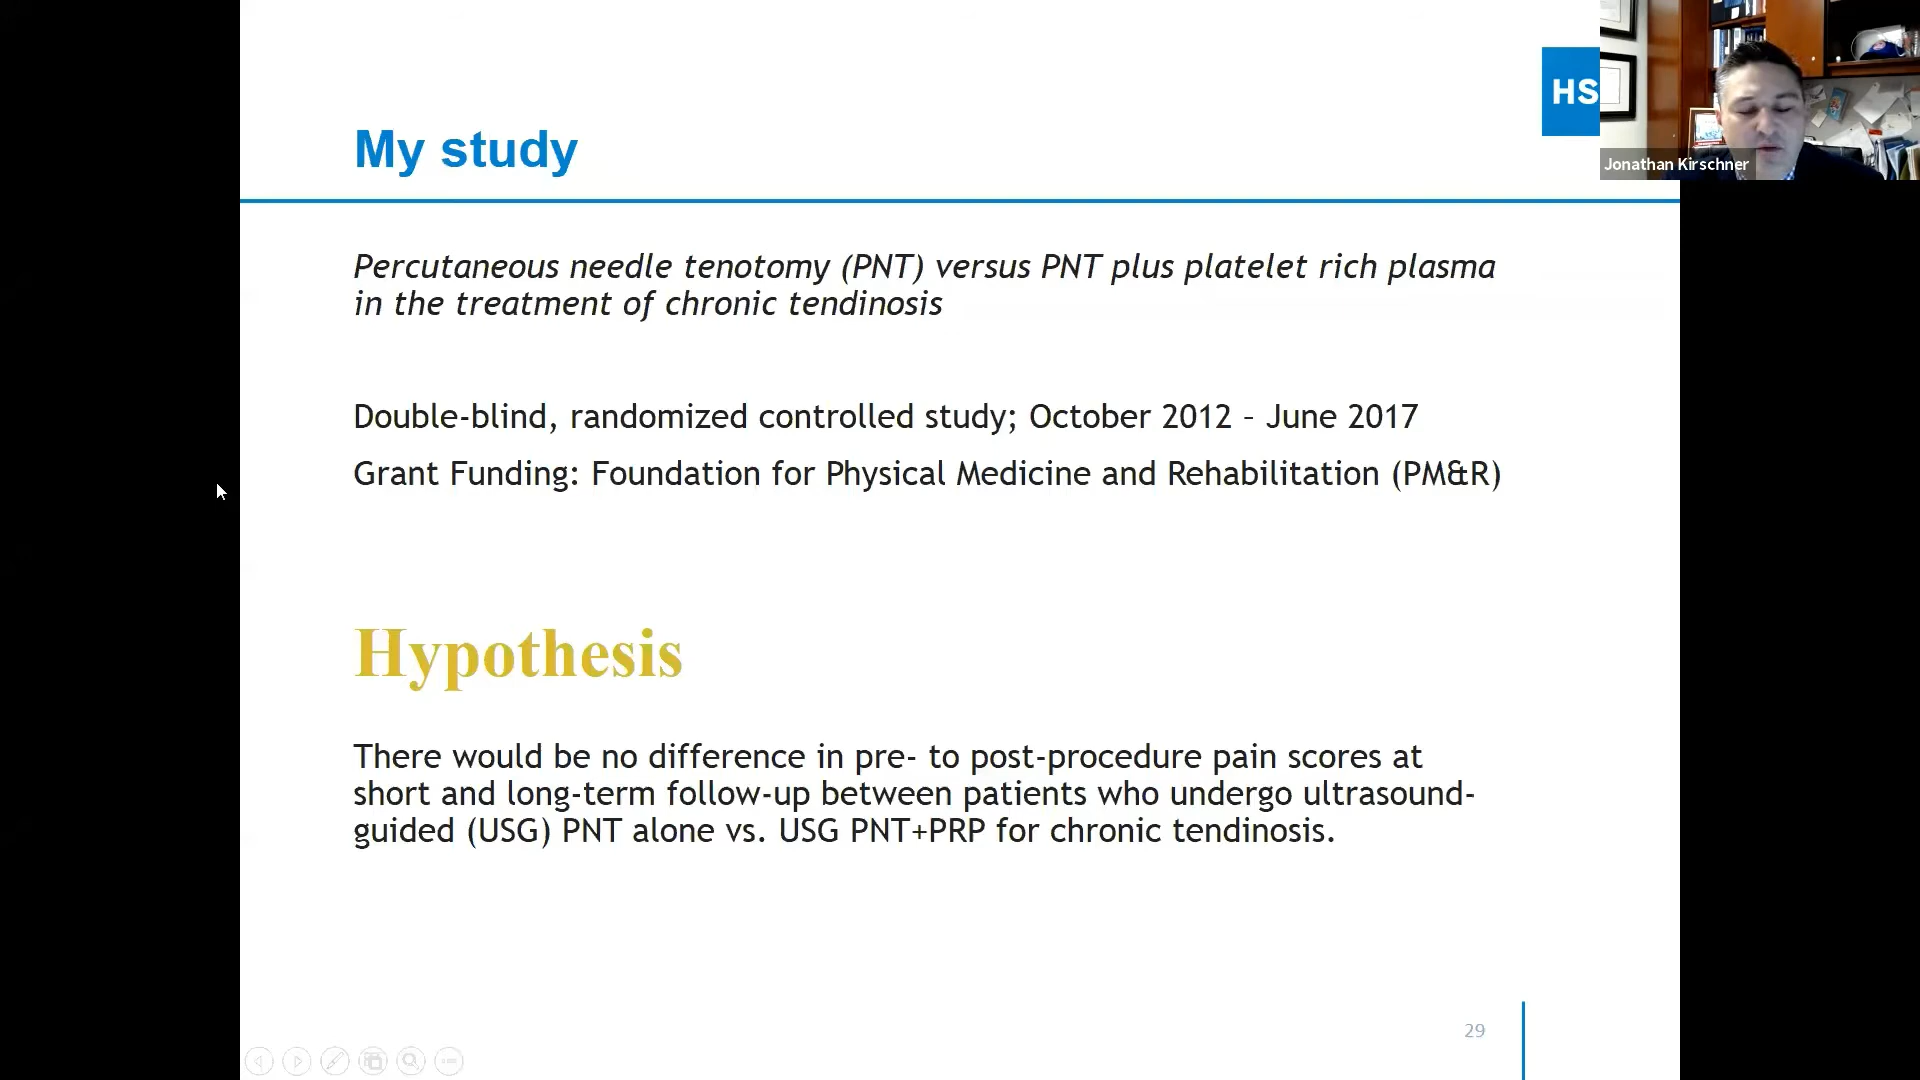 My study
HS
Jonathan Kirschner
Percutaneous needle tenotomy (PNT) versus PNT plus platelet rich plasma
in the treatment of chronic tendinosis
Double-blind, randomized controlled study; October 2012 – June 2017
Grant Funding: Foundation for Physical Medicine and Rehabilitation (PM&R)
Hypothesis
There would be no difference in pre- to post-procedure pain scores at
short and long-term follow-up between patients who undergo ultrasound-
guided (USG) PNT alone vs. USG PNT+PRP for chronic tendinosis.
29